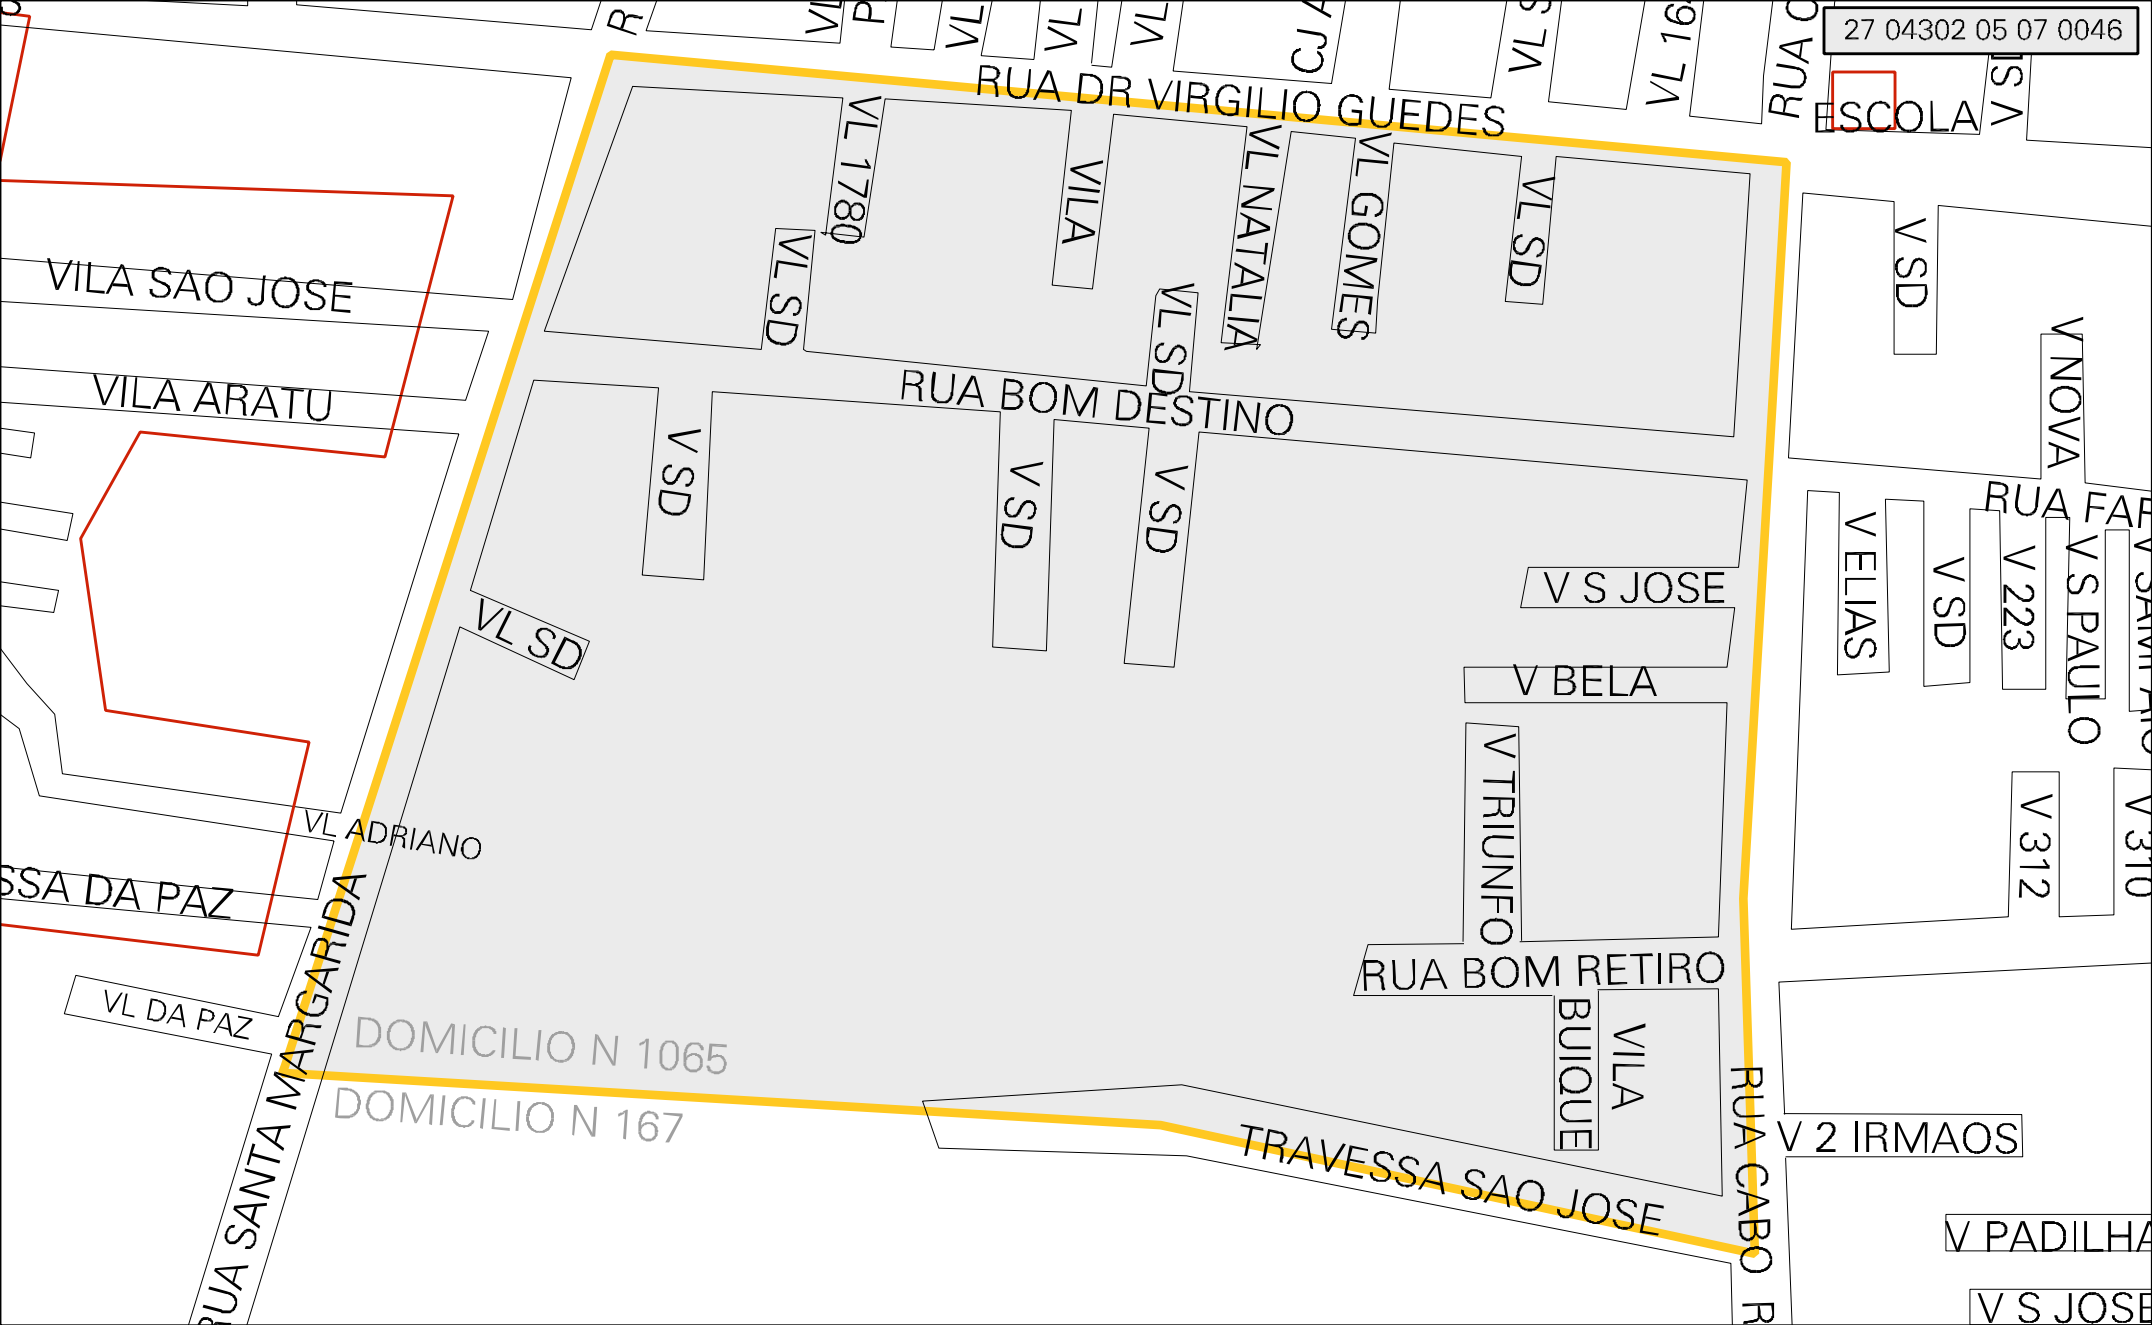 27 04302 05 07 0046
ESCOLA
RUA DR VIRGILIO GUEDES
VL 1780
VILA
VL NATALIA
VL GOMES
VL SD
V SD
VL SD
VL SD
VILA SAO JOSE
VILA ARATU
RUA BOM DESTINO
V NOVA
V SD
V SD
V SD
V S JOSE
VL SD
V BELA
V ELIAS
V SD
V 223
V S PAULO
V TRIUNFO
VL ADRIANO
V 312
V 310
DA PAZ
RUA BOM RETIRO
VL DA PAZ
BUIQUE
VILA
DOMICILIO N 1065
DOMICILIO N 167
RUA SANTA MARGARIDA
TRAVESSA SAO JOSE
RUA CABO
V 2 IRMAOS
V PADILHA
V S JOSE